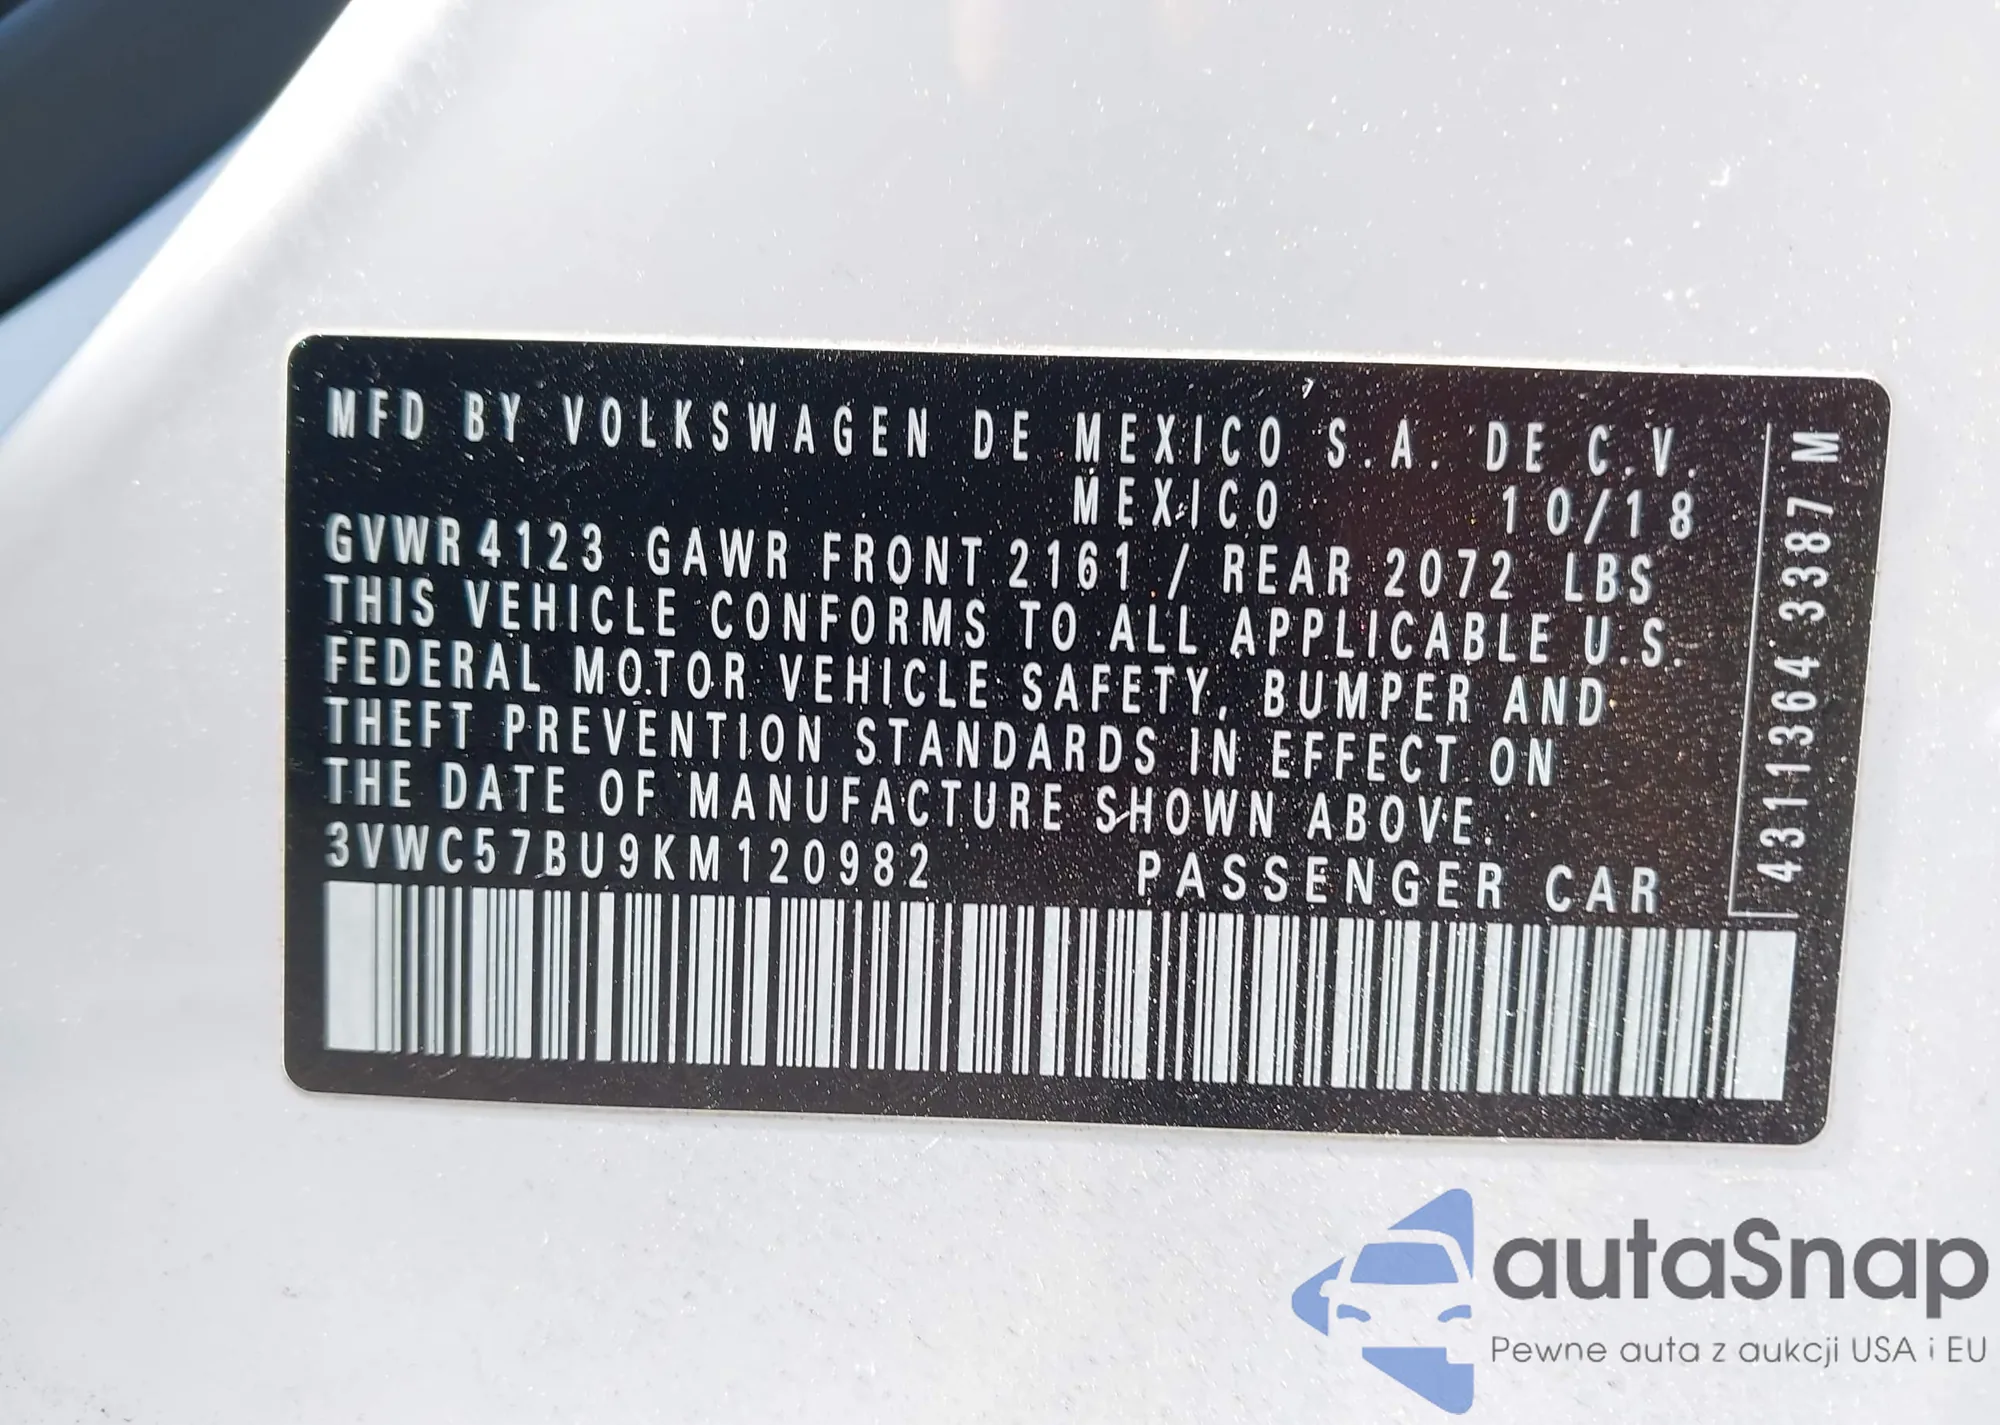 MFD BY VOLKSWAGEN DE MEXICO S.A. DE C.V.
MEXICO 10/18
GVWR 4123 GAWR FRONT 2161 / REAR 2072 LBS
THIS VEHICLE CONFORMS TO ALL APPLICABLE U.S.
FEDERAL MOTOR VEHICLE SAFETY, BUMPER AND
THEFT PREVENTION STANDARDS IN EFFECT ON
THE DATE OF MANUFACTURE SHOWN ABOVE.
3VWC57BU9KM120982 PASSENGER CAR
4311364 3387 M
autaSnap
Pewne auta z aukcji USA i EU